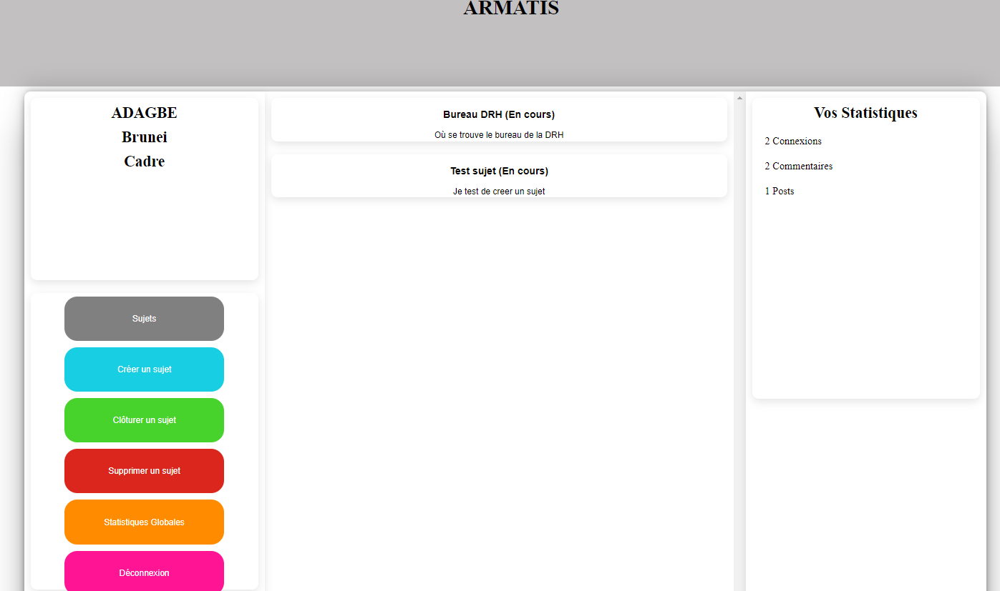 ARMATIS
ADAGBE
Brunei
Cadre
Sujets
Créer un sujet
Clôturer un sujet
Supprimer un sujet
Statistiques Globales
Déconnexion
Bureau DRH (En cours)
Où se trouve le bureau de la DRH
Test sujet (En cours)
Je test de creer un sujet
Vos Statistiques
2 Connexions
2 Commentaires
1 Posts